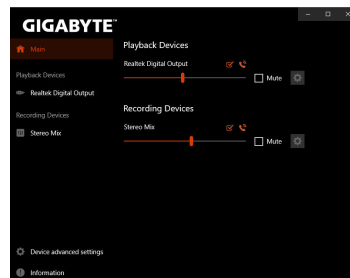 GIGABYTE™
Main
Playback Devices
Realtek Digital Output
Recording Devices
Stereo Mix
Device advanced settings
Information
Playback Devices
Realtek Digital Output
Mute
Recording Devices
Stereo Mix
Mute